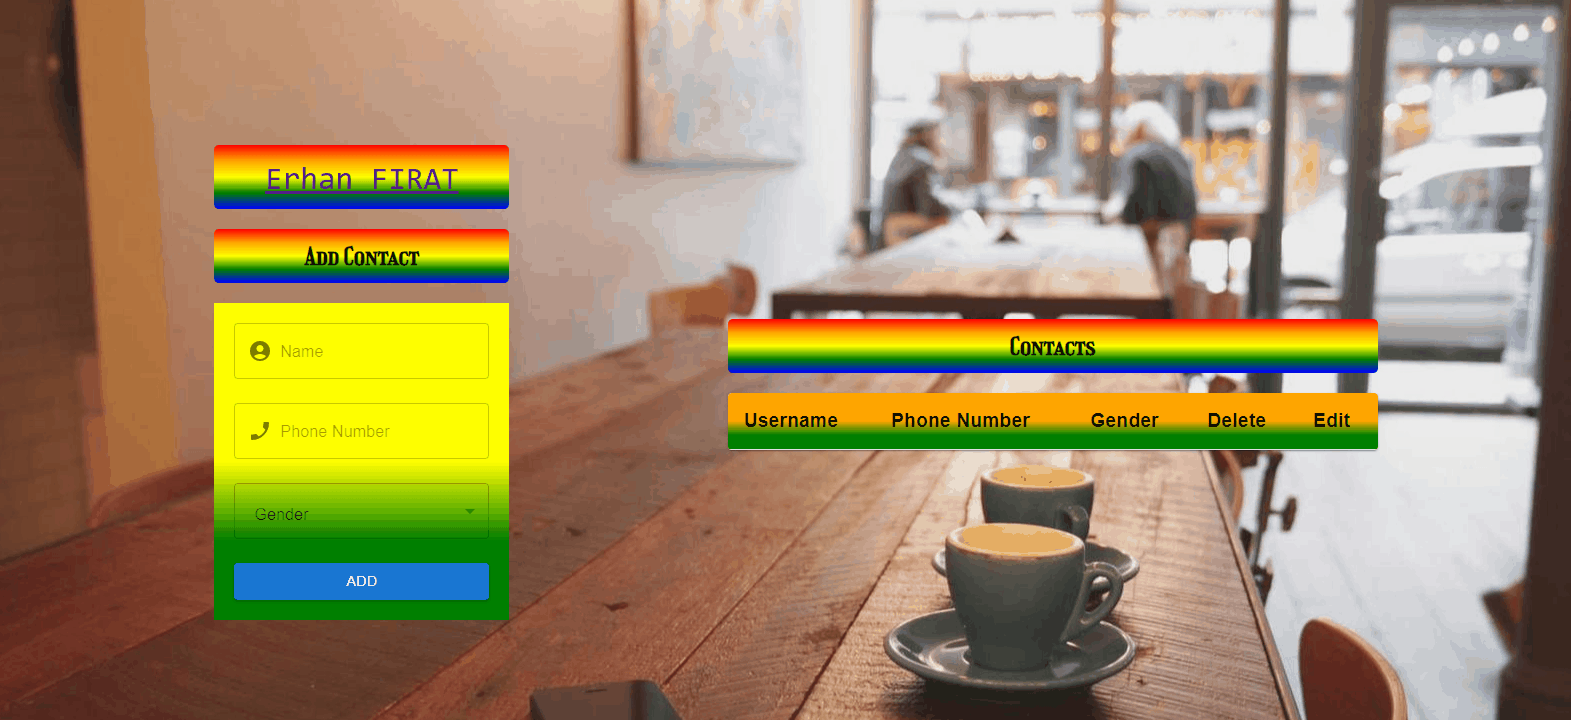 Erhan FIRAT
Add Contact
Name
Phone Number
Gender
ADD
Contacts
Username Phone Number Gender Delete Edit